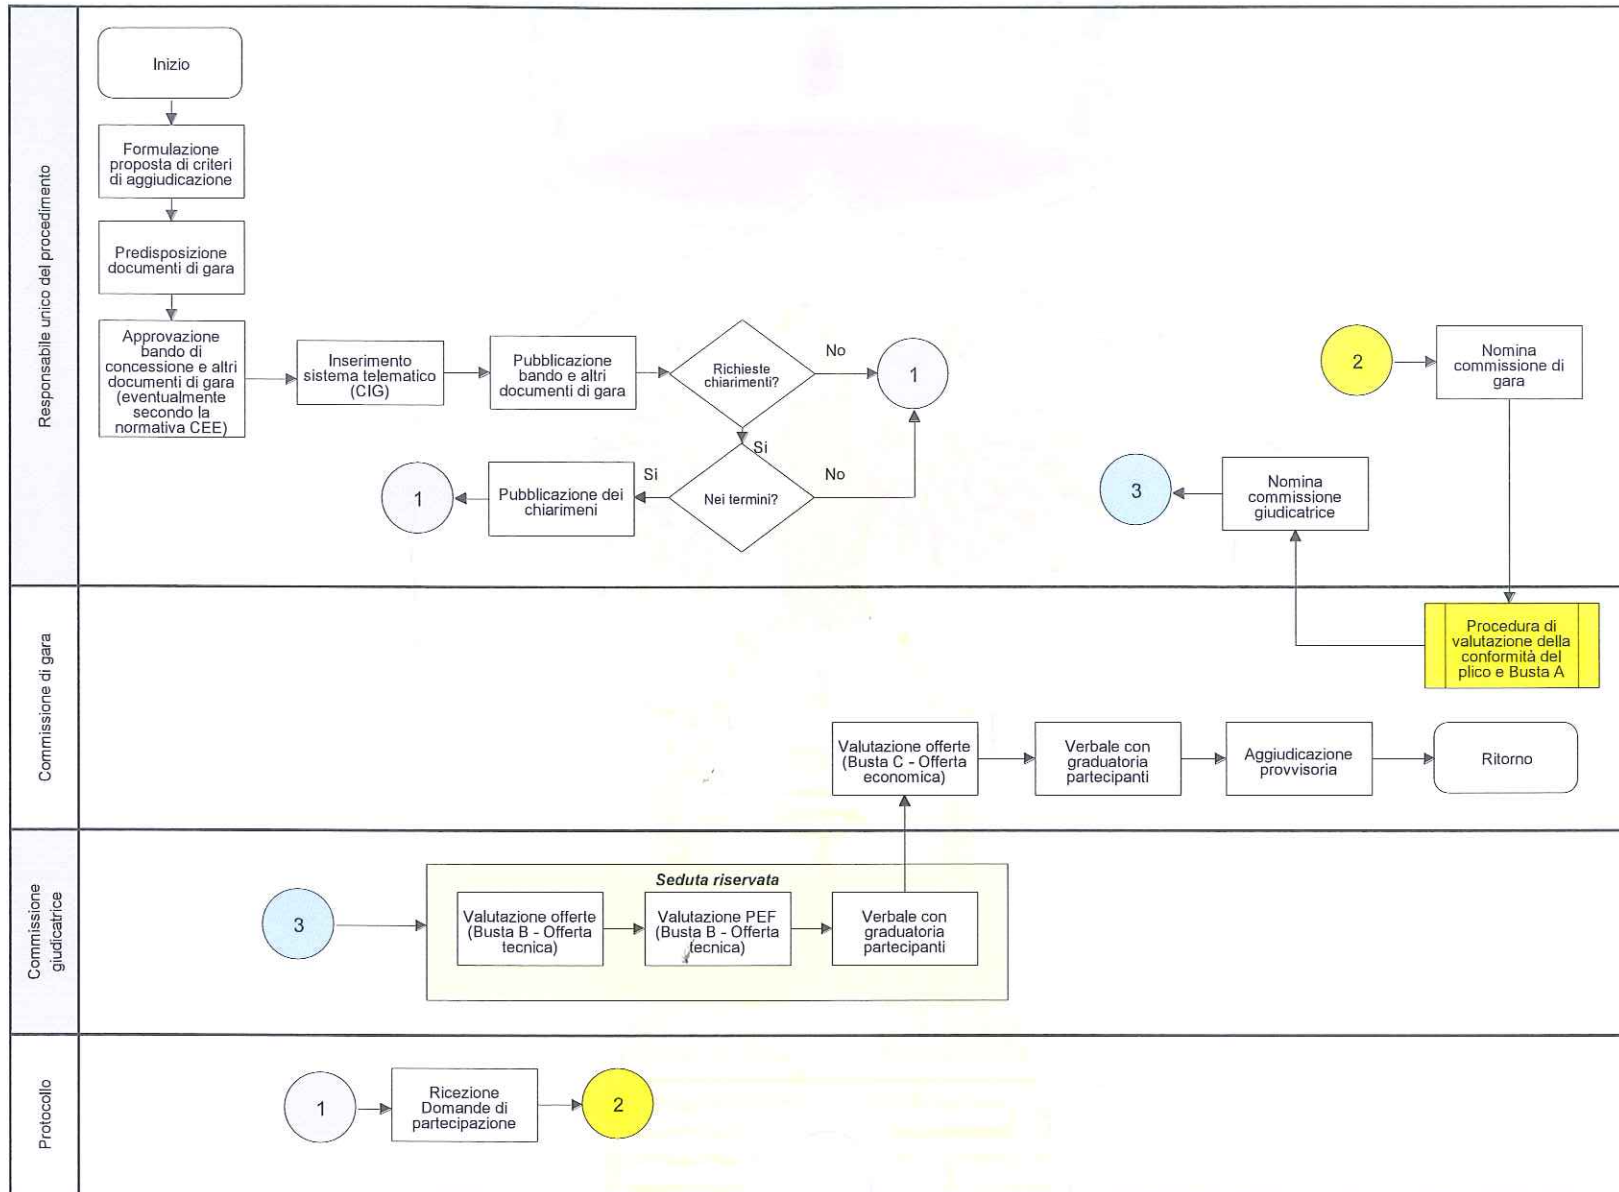 Responsabile unico del procedimento
Inizio
Formulazione
proposta di criteri
di aggiudicazione
Predisposizione
documenti di gara
Approvazione
bando di
concessione e altri
documenti di gara
(eventualmente
secondo la
normativa CEE)
Inserimento
sistema telematico
(CIG)
Pubblicazione
bando e altri
documenti di gara
Richieste
chiarimenti?
No
1
Si
Nei termini?
No
Si
Pubblicazione dei
chiarimeni
1
2
Nomina
commissione di
gara
Nomina
commissione
giudicatrice
3
Commissione di gara
Procedura di
valutazione della
conformità del
plico e Busta A
Valutazione offerte
(Busta C - Offerta
economica)
Verbale con
graduatoria
partecipanti
Aggiudicazione
provvisoria
Ritorno
Commissione
giudicatrice
3
Seduta riservata
Valutazione offerte
(Busta B - Offerta
tecnica)
Valutazione PEF
(Busta B - Offerta
tecnica)
Verbale con
graduatoria
partecipanti
Protocollo
1
Ricezione
Domande di
partecipazione
2